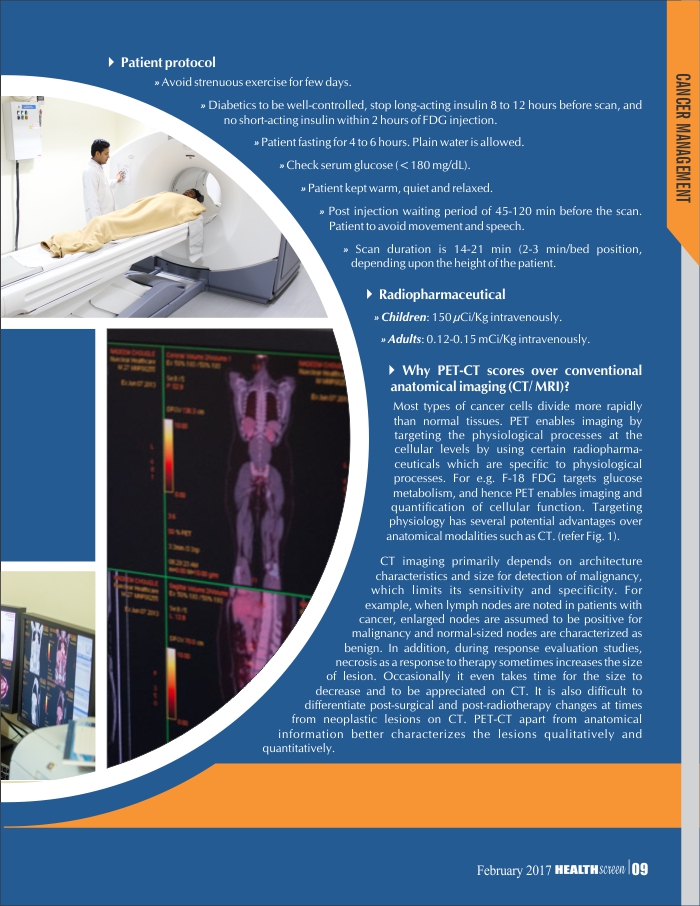 Patient protocol
» Avoid strenuous exercise for few days.
» Diabetics to be well-controlled, stop long-acting insulin 8 to 12 hours before scan, and
no short-acting insulin within 2 hours of FDG injection.
» Patient fasting for 4 to 6 hours. Plain water is allowed.
» Check serum glucose (< 180 mg/dL).
» Patient kept warm, quiet and relaxed.
» Post injection waiting period of 45-120 min before the scan.
Patient to avoid movement and speech.
» Scan duration is 14-21 min (2-3 min/bed position,
depending upon the height of the patient.
Radiopharmaceutical
» Children: 150 µCi/Kg intravenously.
» Adults: 0.12-0.15 mCi/Kg intravenously.
Why PET-CT scores over conventional
anatomical imaging (CT/ MRI)?
Most types of cancer cells divide more rapidly
than normal tissues. PET enables imaging by
targeting the physiological processes at the
cellular levels by using certain radiopharma-
ceuticals which are specific to physiological
processes. For e.g. F-18 FDG targets glucose
metabolism, and hence PET enables imaging and
quantification of cellular function. Targeting
physiology has several potential advantages over
anatomical modalities such as CT. (refer Fig. 1).
CT imaging primarily depends on architecture
characteristics and size for detection of malignancy,
which limits its sensitivity and specificity. For
example, when lymph nodes are noted in patients with
cancer, enlarged nodes are assumed to be positive for
malignancy and normal-sized nodes are characterized as
benign. In addition, during response evaluation studies,
necrosis as a response to therapy sometimes increases the size
of lesion. Occasionally it even takes time for the size to
decrease and to be appreciated on CT. It is also difficult to
differentiate post-surgical and post-radiotherapy changes at times
from neoplastic lesions on CT. PET-CT apart from anatomical
information better characterizes the lesions qualitatively and
quantitatively.
CANCER MANAGEMENT
February 2017 HEALTHscreen 09